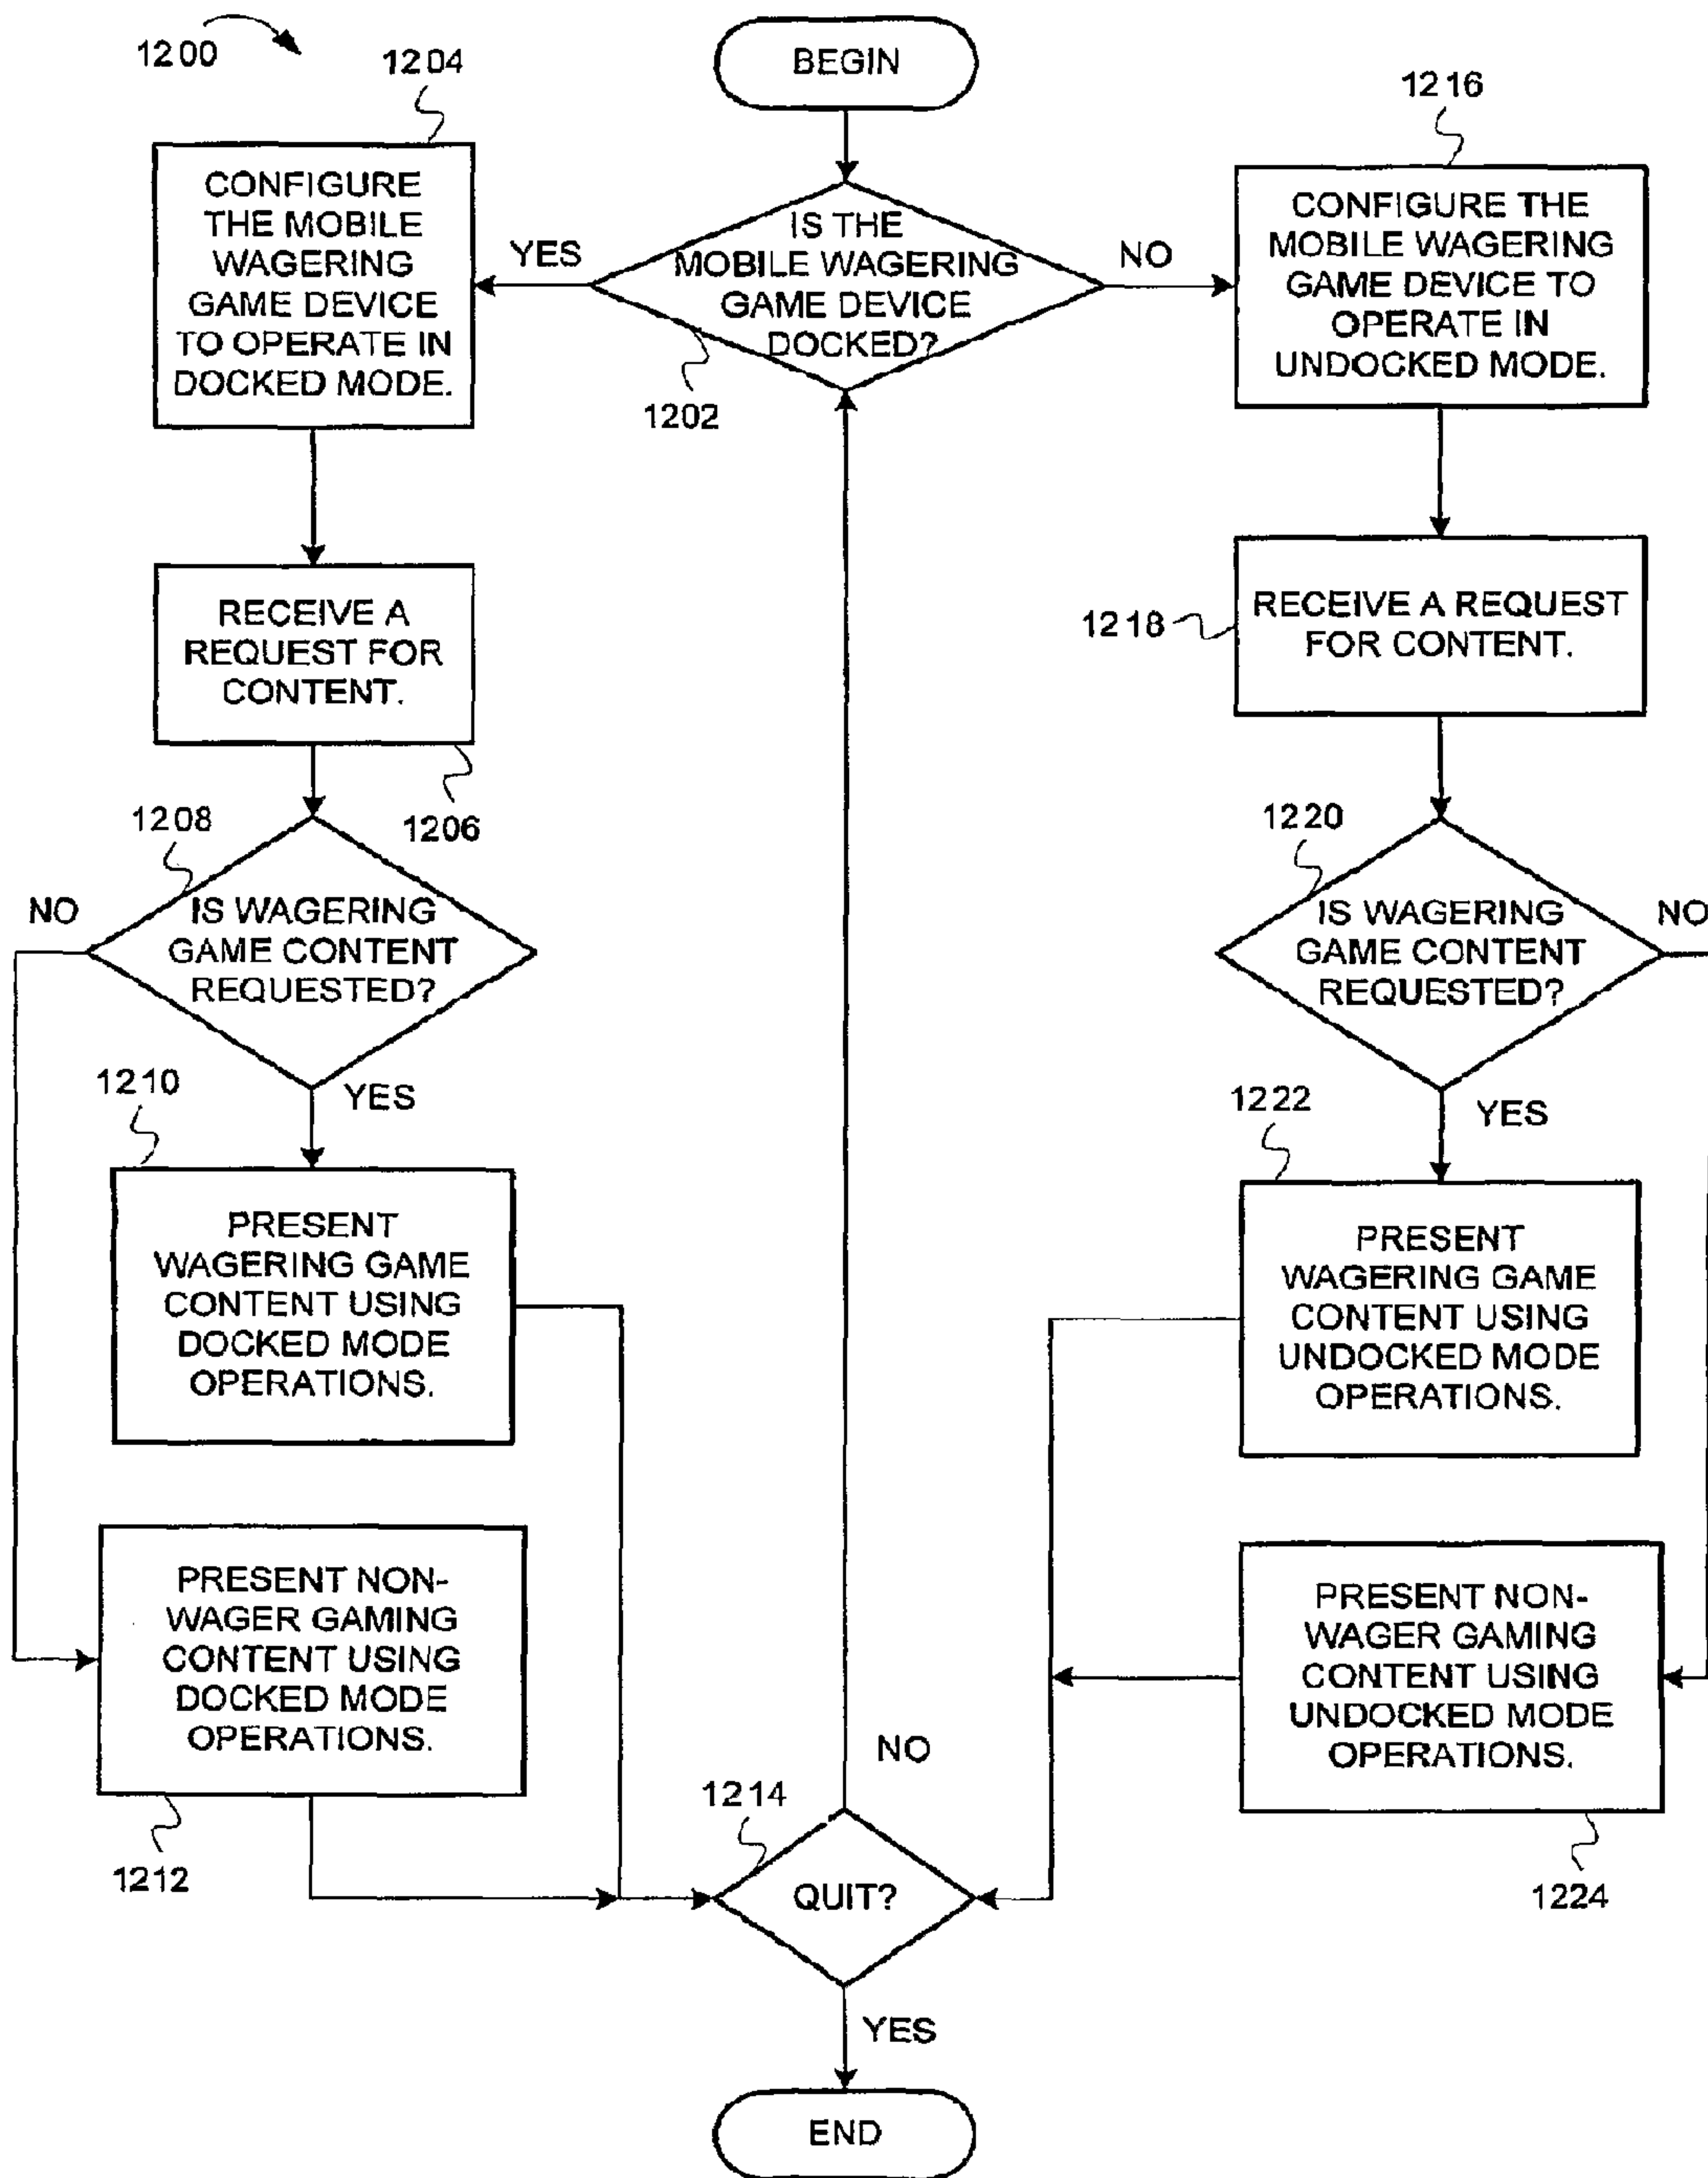 1200
BEGIN
1204
CONFIGURE
THE MOBILE
WAGERING
GAME DEVICE
TO OPERATE IN
DOCKED MODE.
YES
IS THE
MOBILE WAGERING
GAME DEVICE
DOCKED?
1202
NO
1216
CONFIGURE THE
MOBILE WAGERING
GAME DEVICE TO
OPERATE IN
UNDOCKED MODE.
RECEIVE A
REQUEST FOR
CONTENT.
1206
1218
RECEIVE A REQUEST
FOR CONTENT.
1208
NO
IS WAGERING
GAME CONTENT
REQUESTED?
YES
1220
IS WAGERING
GAME CONTENT
REQUESTED?
NO
YES
1210
PRESENT
WAGERING GAME
CONTENT USING
DOCKED MODE
OPERATIONS.
1222
PRESENT
WAGERING GAME
CONTENT USING
UNDOCKED MODE
OPERATIONS.
PRESENT NON-
WAGER GAMING
CONTENT USING
DOCKED MODE
OPERATIONS.
1212
PRESENT NON-
WAGER GAMING
CONTENT USING
UNDOCKED MODE
OPERATIONS.
1224
NO
1214
QUIT?
YES
END